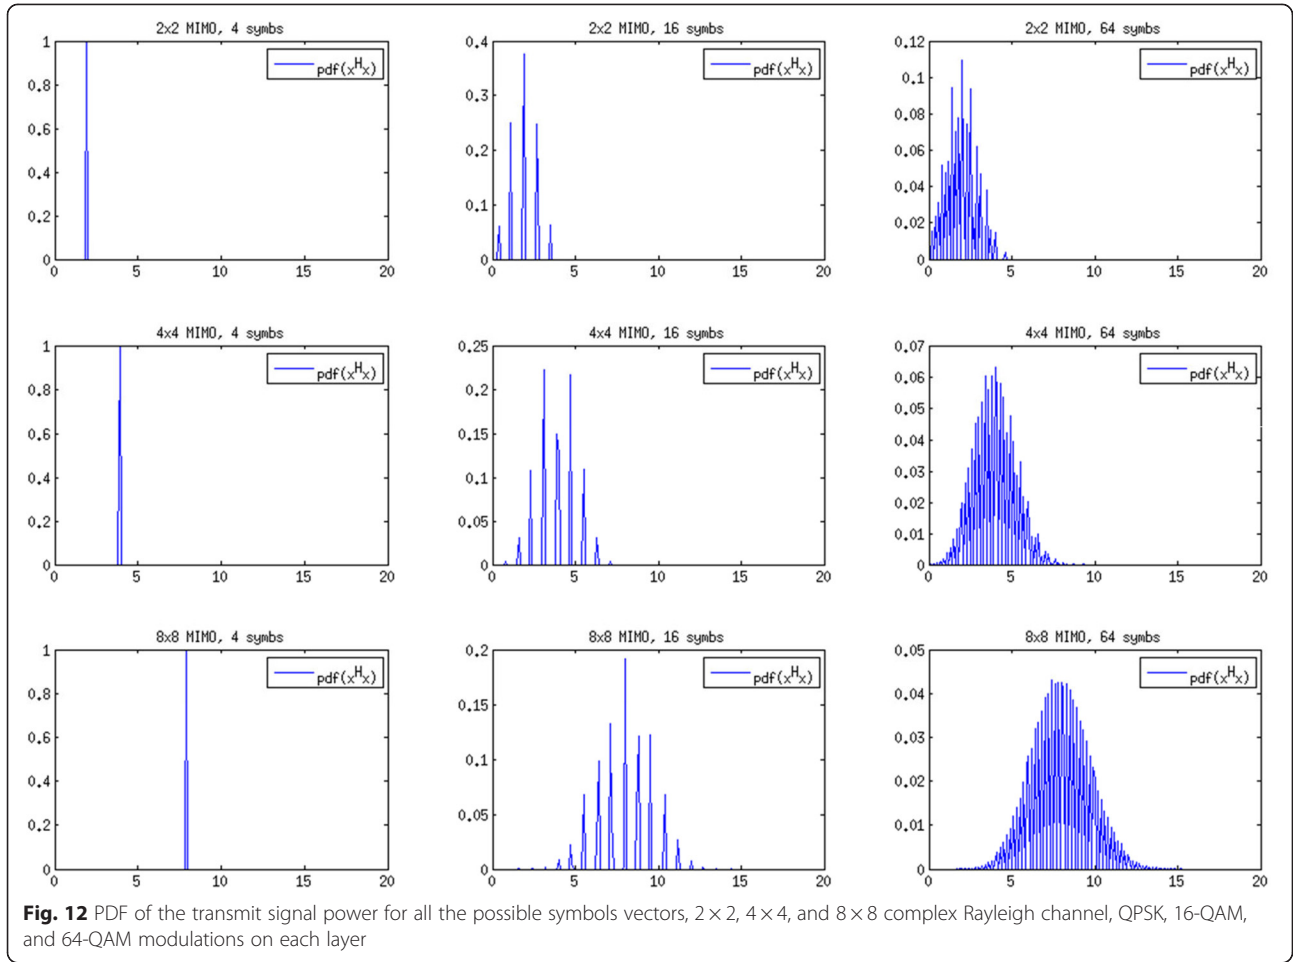 2x2 MIMO, 4 symbs
1
0.8
0.6
0.4
0.2
0
0 5 10 15 20
pdf(xHx)
2x2 MIMO, 16 symbs
0.4
0.3
0.2
0.1
0
0 5 10 15 20
pdf(xHx)
2x2 MIMO, 64 symbs
0.12
0.1
0.08
0.06
0.04
0.02
0
0 5 10 15 20
pdf(xHx)
4x4 MIMO, 4 symbs
1
0.8
0.6
0.4
0.2
0
0 5 10 15 20
pdf(xHx)
4x4 MIMO, 16 symbs
0.25
0.2
0.15
0.1
0.05
0
0 5 10 15 20
pdf(xHx)
4x4 MIMO, 64 symbs
0.07
0.06
0.05
0.04
0.03
0.02
0.01
0
0 5 10 15 20
pdf(xHx)
8x8 MIMO, 4 symbs
1
0.8
0.6
0.4
0.2
0
0 5 10 15 20
pdf(xHx)
8x8 MIMO, 16 symbs
0.2
0.15
0.1
0.05
0
0 5 10 15 20
pdf(xHx)
8x8 MIMO, 64 symbs
0.05
0.04
0.03
0.02
0.01
0
0 5 10 15 20
pdf(xHx)
Fig. 12 PDF of the transmit signal power for all the possible symbols vectors, 2 × 2, 4 × 4, and 8 × 8 complex Rayleigh channel, QPSK, 16-QAM,
and 64-QAM modulations on each layer